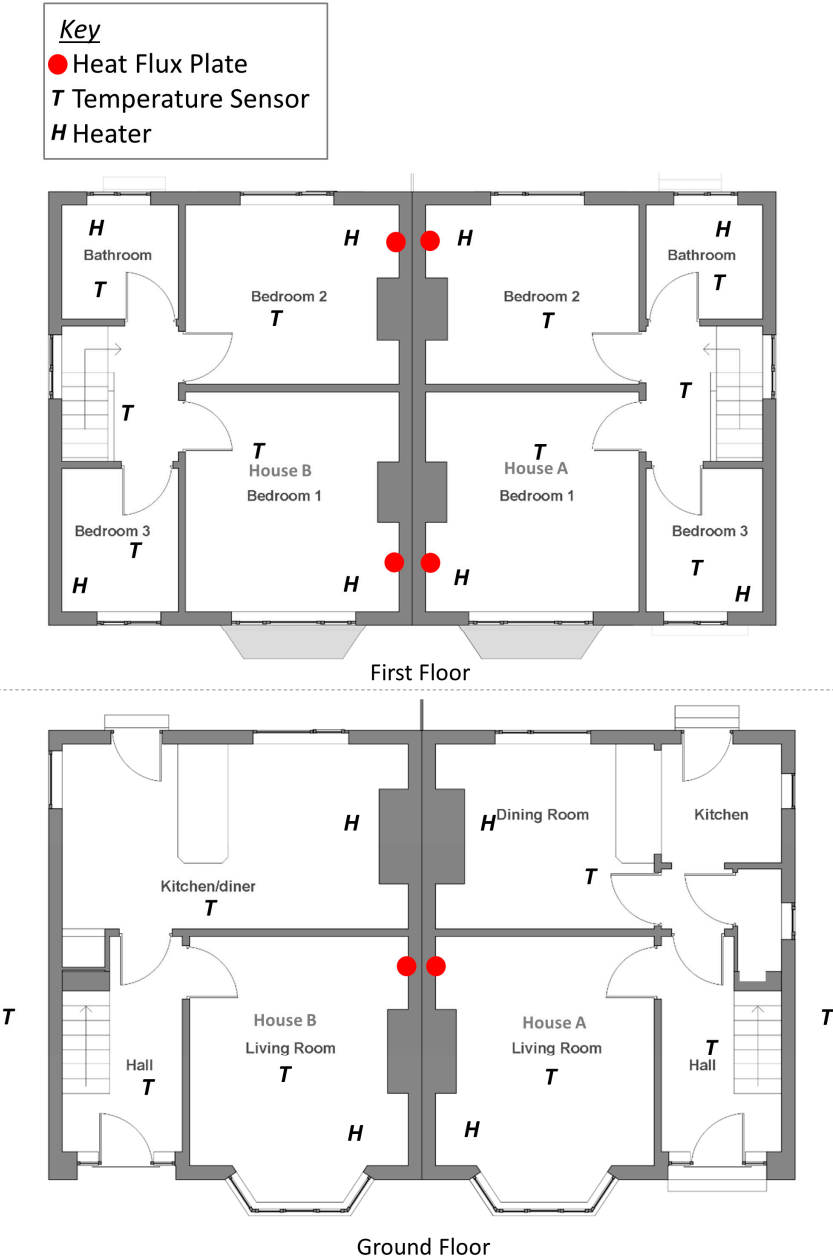 Key
Heat Flux Plate
T Temperature Sensor
H Heater
H
H
H
H
Bathroom
Bathroom
T
T
Bedroom 2
Bedroom 2
T
T
T
T
T
T
House B
House A
Bedroom 1
Bedroom 1
Bedroom 3
Bedroom 3
T
T
H
H
H
H
First Floor
H
H
Dining Room
Kitchen
Kitchen/diner
T
T
T
T
House B
House A
Living Room
Living Room
Hall
T
Hall
T
T
T
H
H
Ground Floor